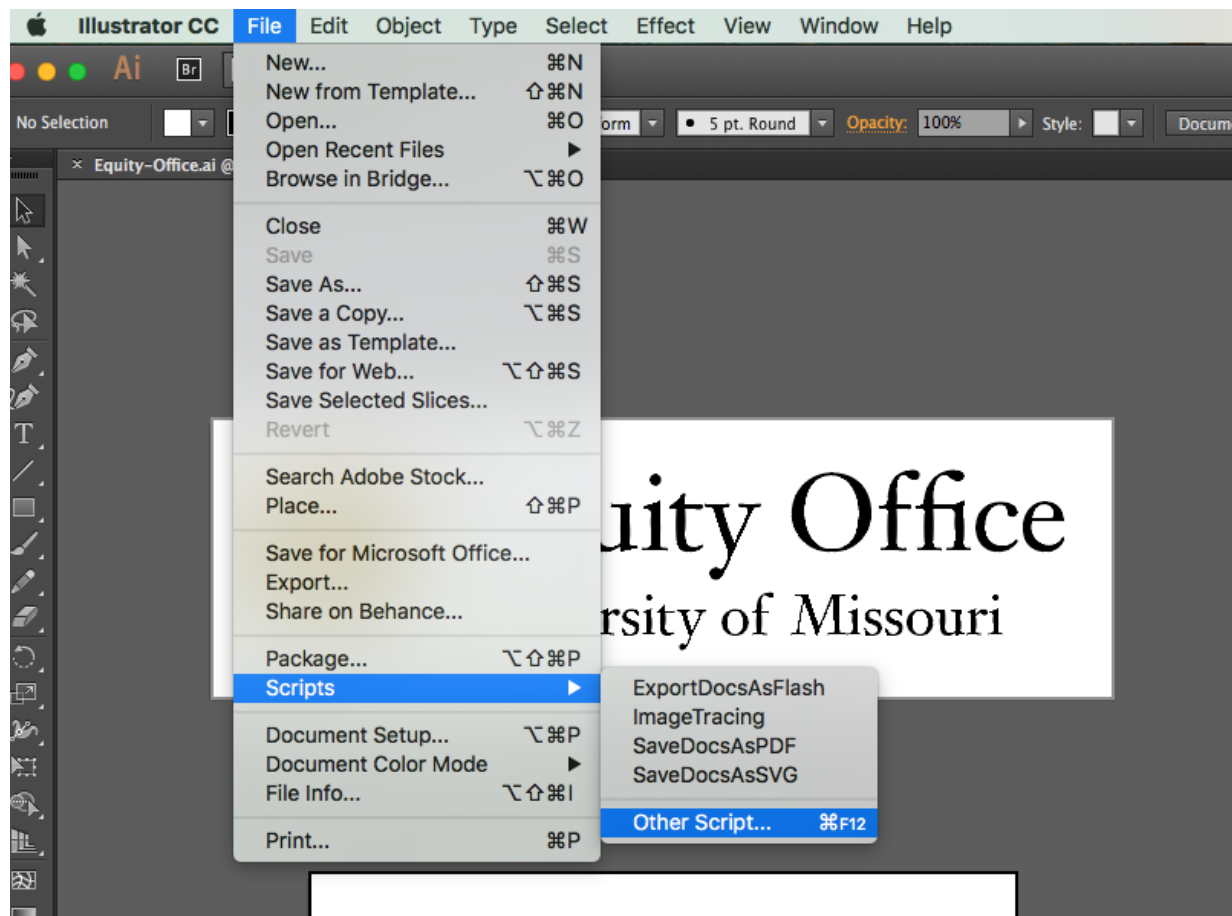 Illustrator CC File Edit Object Type Select Effect View Window Help
Ai Br
No Selection 5 pt. Round Opacity: 100% Style:
× Equity-Office.ai @
New... ⌘N
New from Template... ⇧⌘N
Open... ⌘O
Open Recent Files ▶
Browse in Bridge... ⌥⌘O
Close ⌘W
Save ⌘S
Save As... ⇧⌘S
Save a Copy... ⌥⌘S
Save as Template...
Save for Web... ⌥⇧⌘S
Save Selected Slices...
Revert ⌥⌘Z
Search Adobe Stock...
Place... ⇧⌘P
Save for Microsoft Office...
Export...
Share on Behance...
Package... ⌥⇧⌘P
Scripts ▶
Document Setup... ⌥⌘P
Document Color Mode ▶
File Info... ⌥⇧⌘I
Print... ⌘P
ExportDocsAsFlash
ImageTracing
SaveDocsAsPDF
SaveDocsAsSVG
Other Script... ⌘F12
uity Office
rsity of Missouri